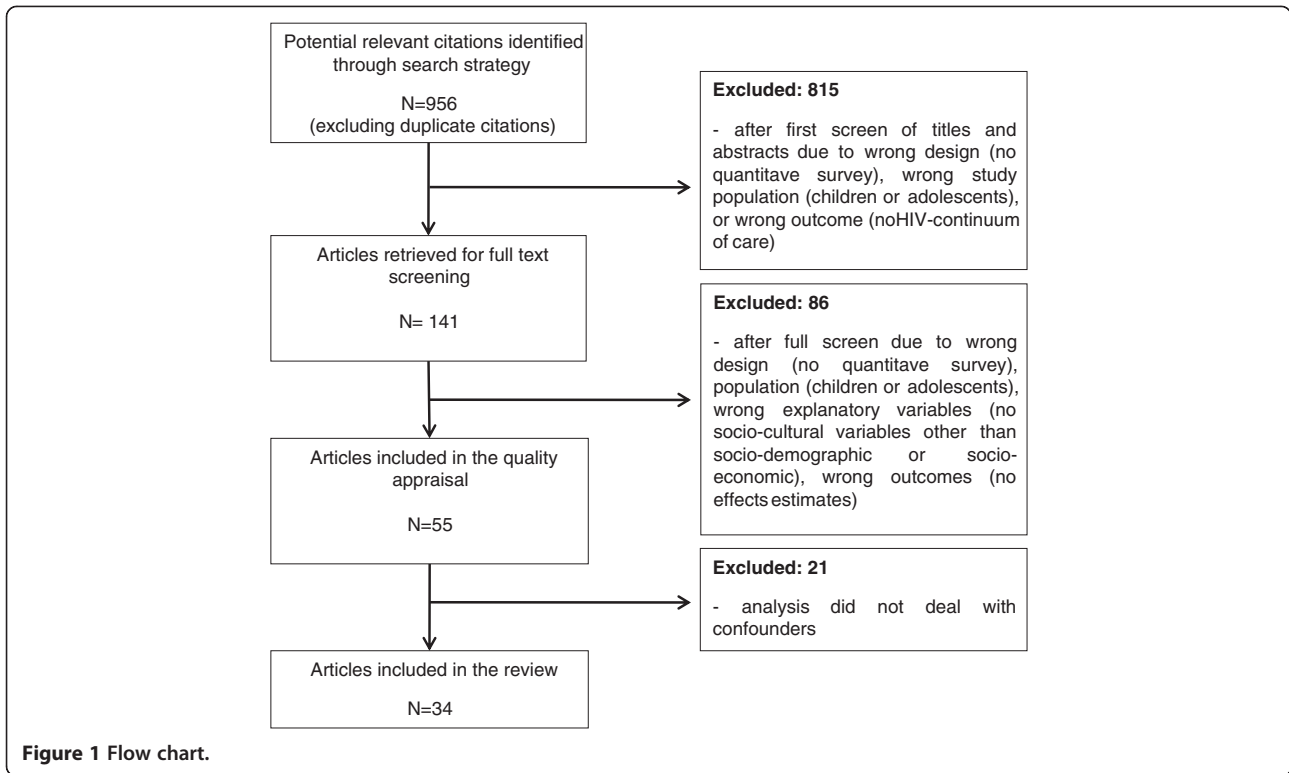 Potential relevant citations identified
through search strategy
N=956
(excluding duplicate citations)
Excluded: 815
- after first screen of titles and
abstracts due to wrong design (no
quantitave survey), wrong study
population (children or adolescents),
or wrong outcome (noHIV-continuum
of care)
Articles retrieved for full text
screening
N= 141
Excluded: 86
- after full screen due to wrong
design (no quantitave survey),
population (children or adolescents),
wrong explanatory variables (no
socio-cultural variables other than
socio-demographic or socio-
economic), wrong outcomes (no
effects estimates)
Articles included in the quality
appraisal
N=55
Excluded: 21
- analysis did not deal with
confounders
Articles included in the review
N=34
Figure 1 Flow chart.